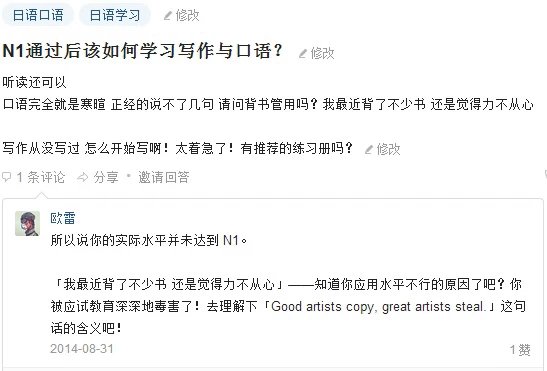 日语口语 日语学习 修改
N1通过后该如何学习写作与口语？ 修改
听读还可以
口语完全就是寒暄 正经的说不了几句 请问背书管用吗？我最近背了不少书 还是觉得力不从心
写作从没写过 怎么开始写啊！太着急了！有推荐的练习册吗？ 修改
1 条评论 分享 • 邀请回答
欧雷
所以说你的实际水平并未达到 N1。
「我最近背了不少书 还是觉得力不从心」——知道你应用水平不行的原因了吧？你
被应试教育深深地毒害了！去理解下「Good artists copy, great artists steal.」这句
话的含义吧！
2014-08-31 1 赞